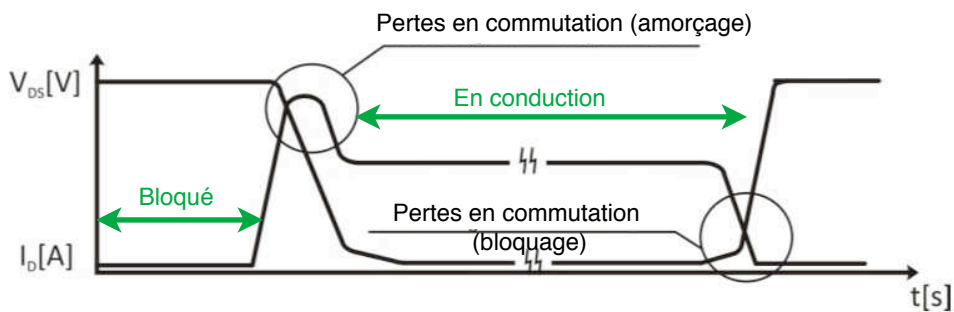 Pertes en commutation (amorçage)
V_DS[V]
En conduction
Bloqué
Pertes en commutation
(bloquage)
I_D[A]
t[s]